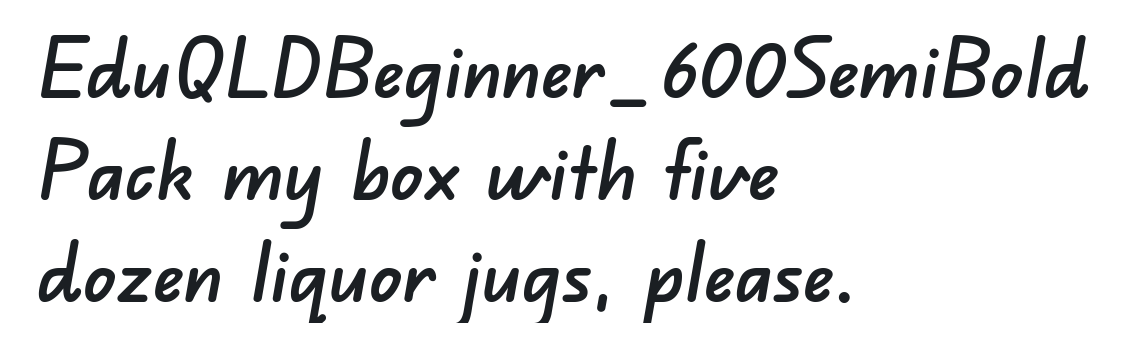 EduQLDBeginner_600SemiBold
Pack my box with five
dozen liquor jugs, please.